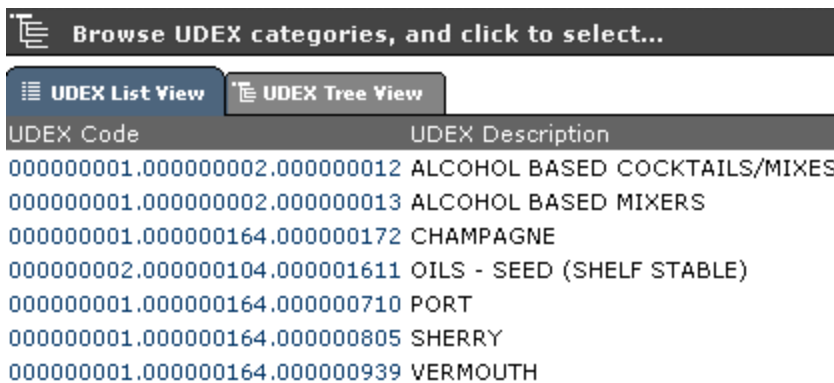 Browse UDEX categories, and click to select...
UDEX List View UDEX Tree View
UDEX Code UDEX Description
000000001.000000002.000000012 ALCOHOL BASED COCKTAILS/MIXES
000000001.000000002.000000013 ALCOHOL BASED MIXERS
000000001.000000164.000000172 CHAMPAGNE
000000002.000000104.000001611 OILS - SEED (SHELF STABLE)
000000001.000000164.000000710 PORT
000000001.000000164.000000805 SHERRY
000000001.000000164.000000939 VERMOUTH